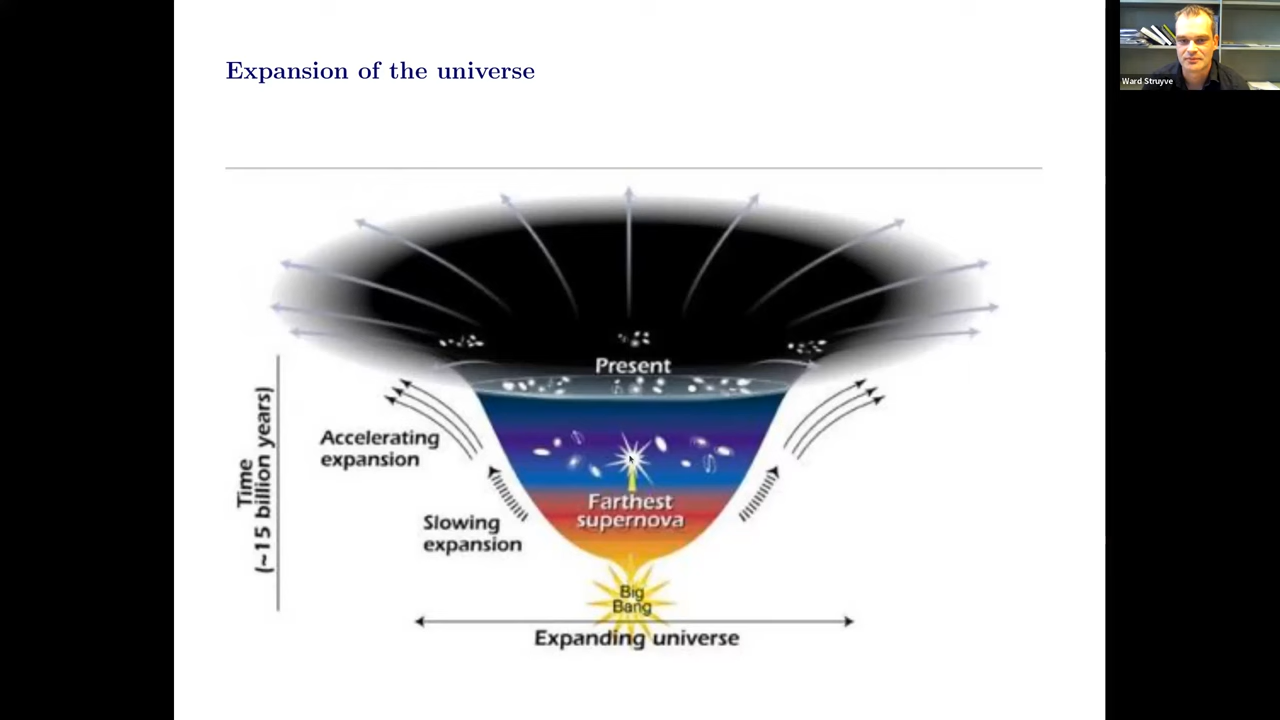 Expansion of the universe
Ward Struyve
Present
Accelerating
expansion
Time
(~15 billion years)
Farthest
supernova
Slowing
expansion
Big
Bang
Expanding universe